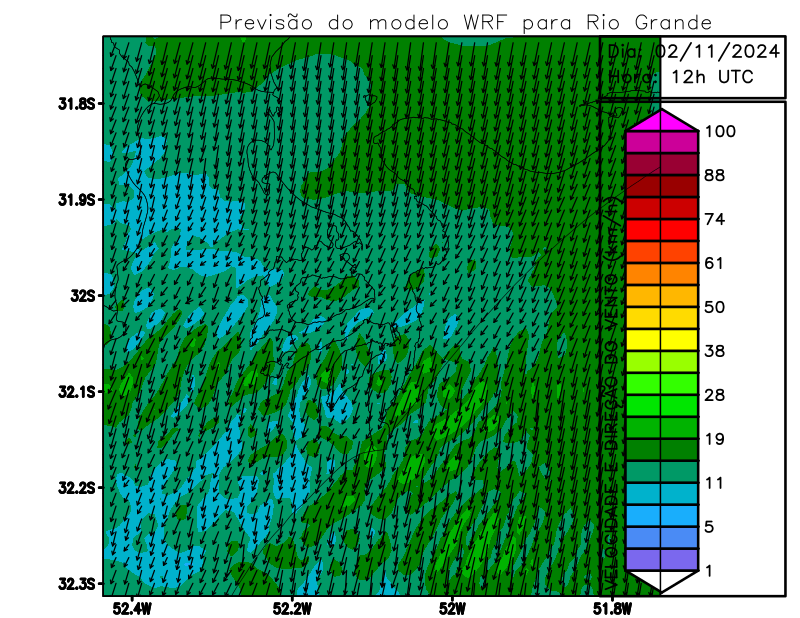 Previsão do modelo WRF para Rio Grande
Dia: 02/11/2024
Hora: 12h UTC
31.8S
31.9S
32S
32.1S
32.2S
32.3S
52.4W
52.2W
52W
51.8W
VELOCIDADE E DIREÇÃO DO VENTO (km/h)
100
88
74
61
50
38
28
19
11
5
1